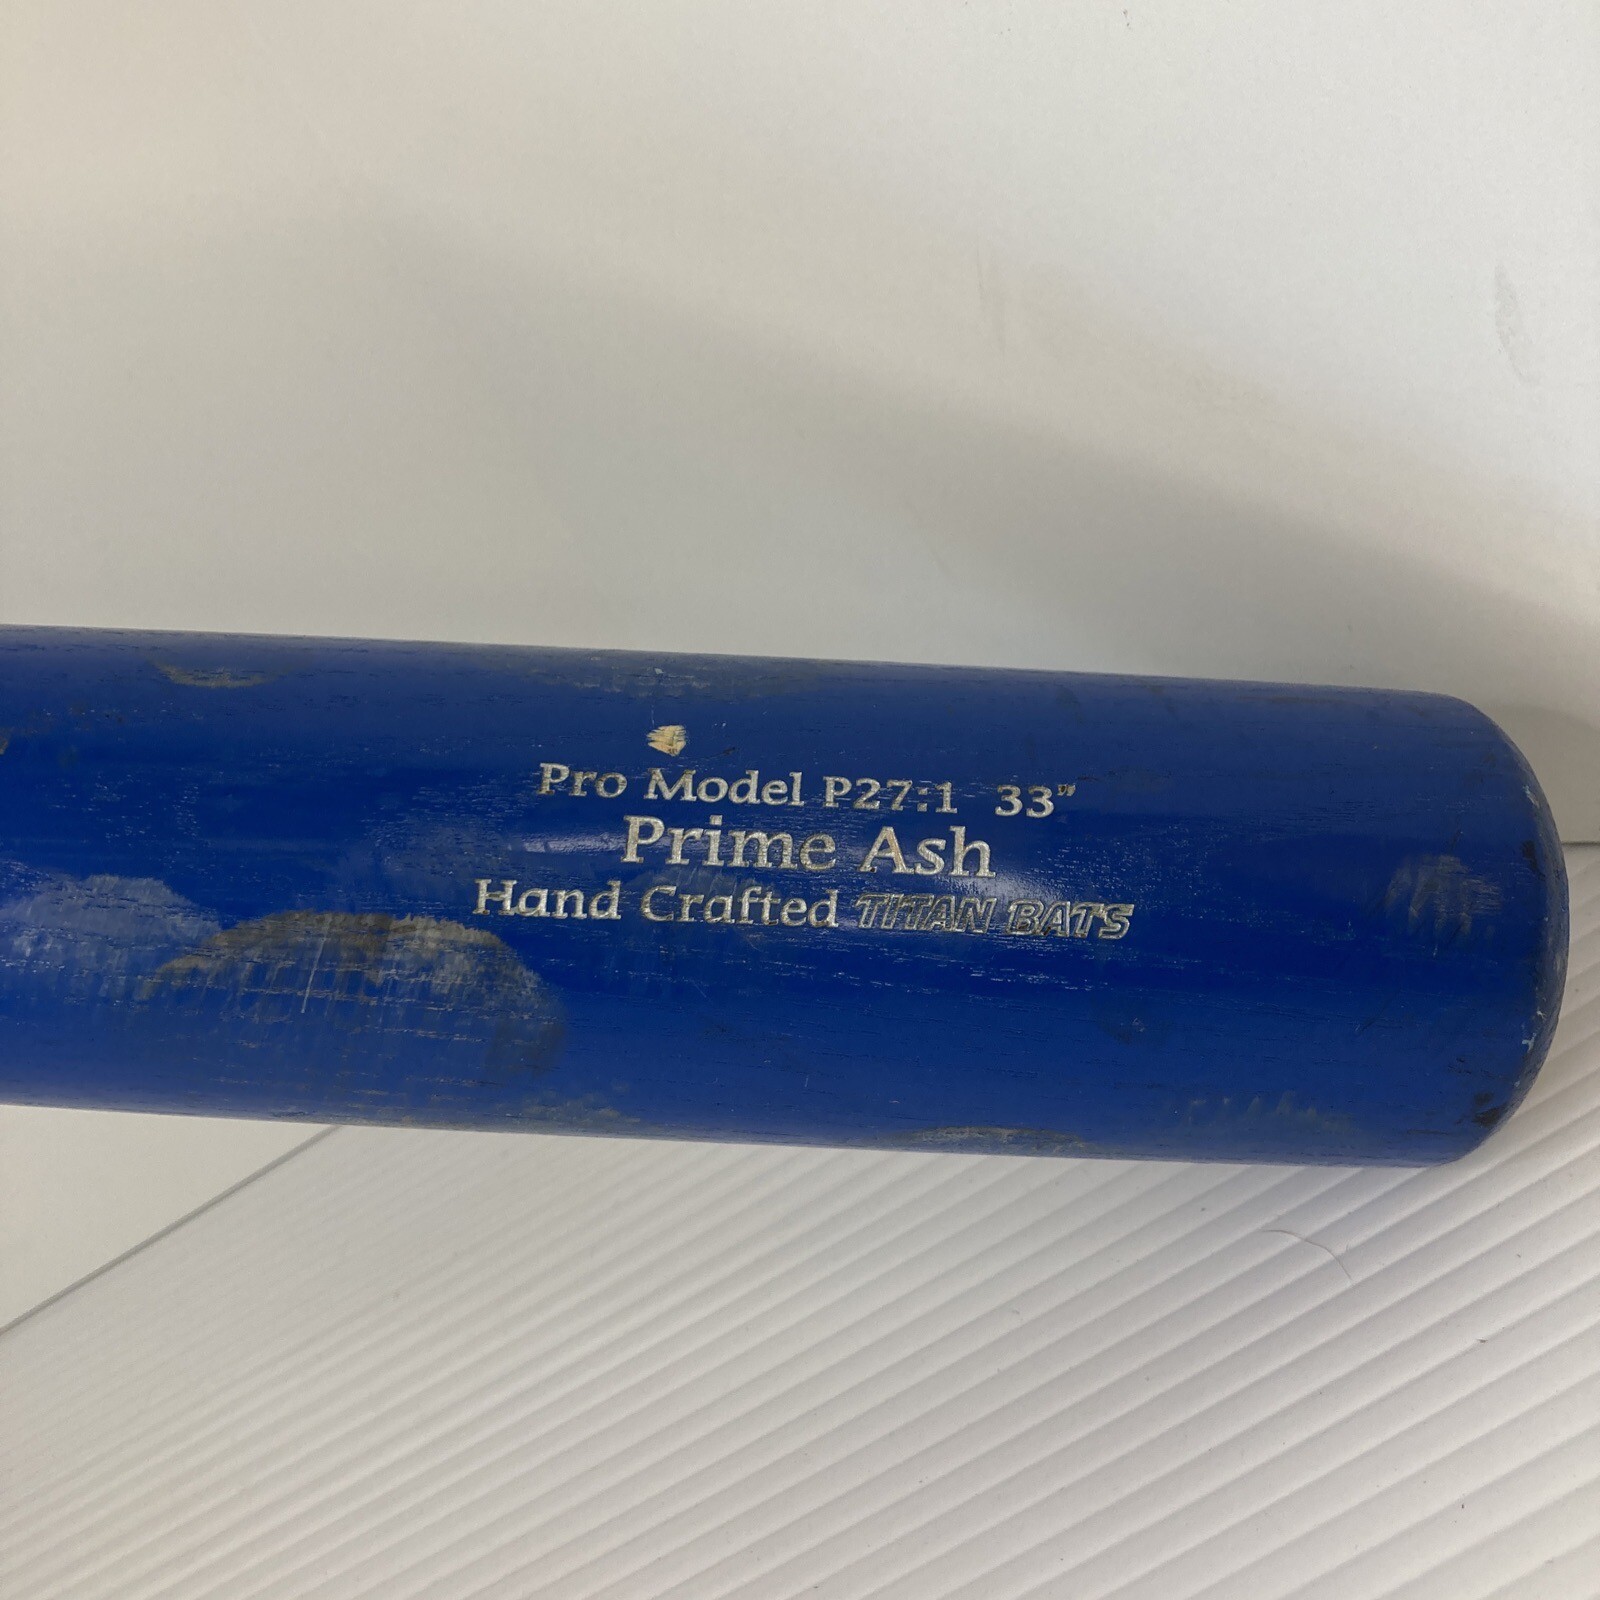 Pro Model P27:1 33"
Prime Ash
Hand Crafted TITAN BATS